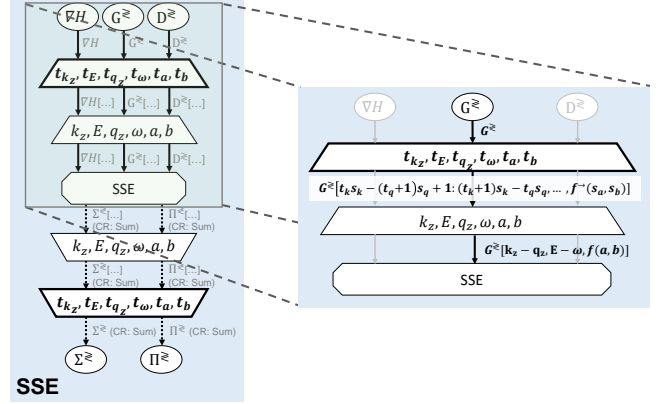 ∇H G^≷ D^≷
∇H G^≷ D^≷
t_{k_z}, t_E, t_{q_z}, t_ω, t_a, t_b
∇H[...] G^≷[...] D^≷[...]
k_z, E, q_z, ω, a, b
∇H[...] G^≷[...] D^≷[...]
SSE
Σ^≷[...] Π^≷[...]
(CR: Sum) (CR: Sum)
k_z, E, q_z, ω, a, b
Σ^≷[...] Π^≷[...]
(CR: Sum) (CR: Sum)
t_{k_z}, t_E, t_{q_z}, t_ω, t_a, t_b
Σ^≷ (CR: Sum) Π^≷ (CR: Sum)
Σ^≷ Π^≷
SSE
∇H G^≷ D^≷
G^≷
t_{k_z}, t_E, t_{q_z}, t_ω, t_a, t_b
G^≷[t_k s_k − (t_q+1)s_q + 1: (t_k+1)s_k − t_q s_q, … , f^→(s_a, s_b)]
k_z, E, q_z, ω, a, b
G^≷[k_z − q_z, E − ω, f(a, b)]
SSE